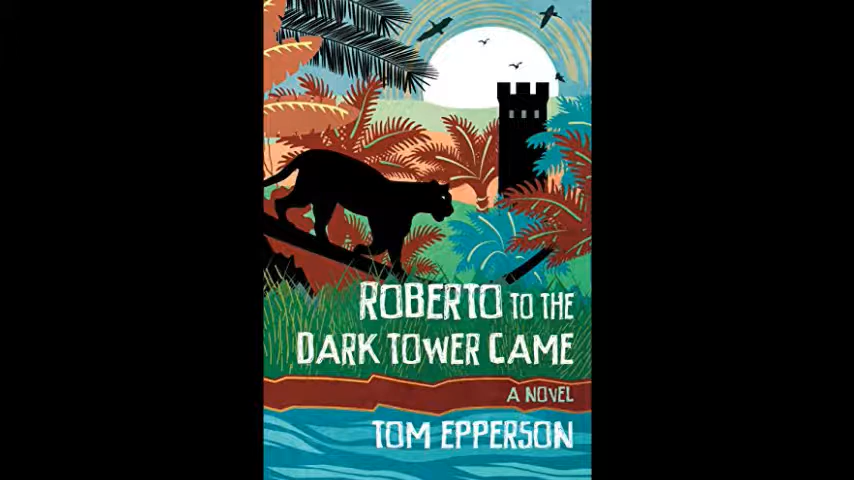 ROBERTO TO THE
DARK TOWER CAME
A NOVEL
TOM EPPERSON